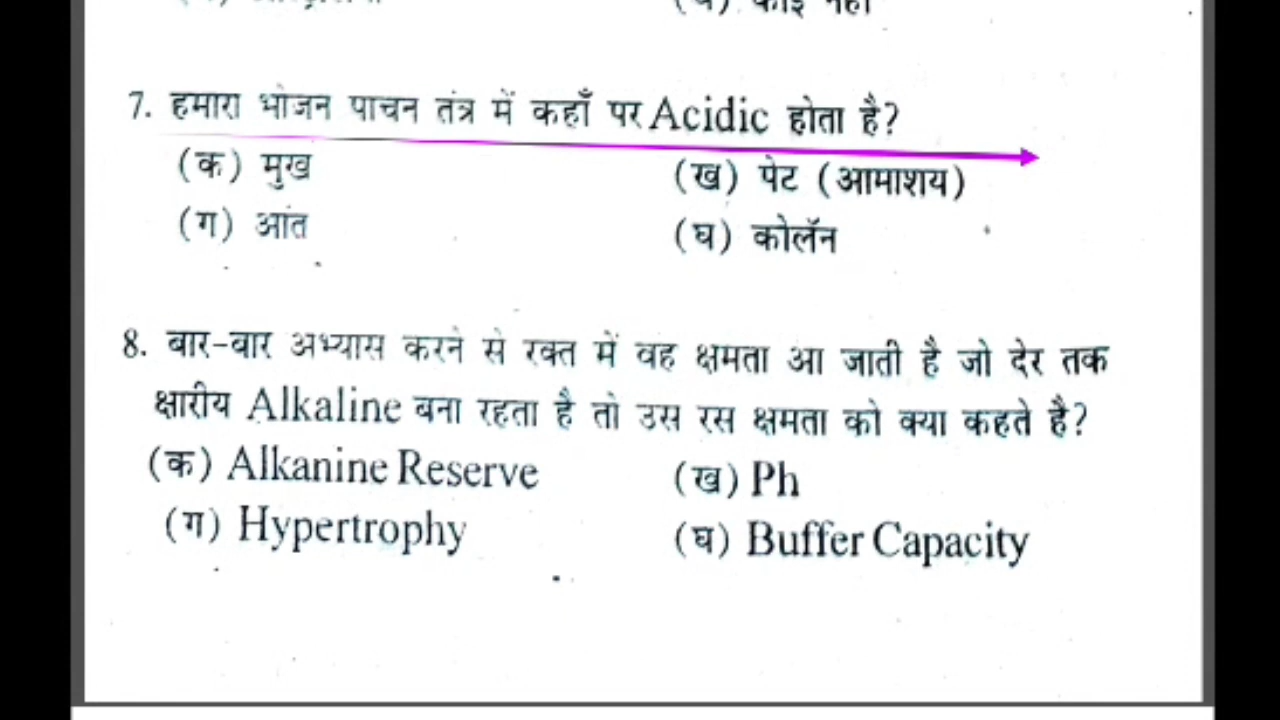 (घ) कोई नहीं
7. हमारा भोजन पाचन तंत्र में कहाँ पर Acidic होता है?
(क) मुख (ख) पेट (आमाशय)
(ग) आंत (घ) कोलॅन
8. बार-बार अभ्यास करने से रक्त में वह क्षमता आ जाती है जो देर तक
क्षारीय Alkaline बना रहता है तो उस रस क्षमता को क्या कहते है?
(क) Alkanine Reserve (ख) Ph
(ग) Hypertrophy (घ) Buffer Capacity